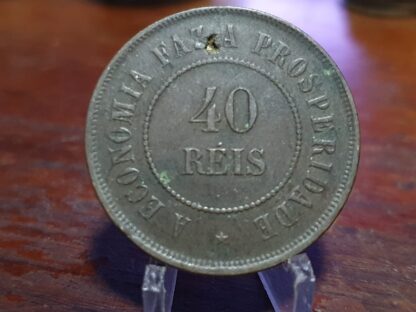 A ECONOMIA FAZ A PROSPERIDADE
40
RÉIS